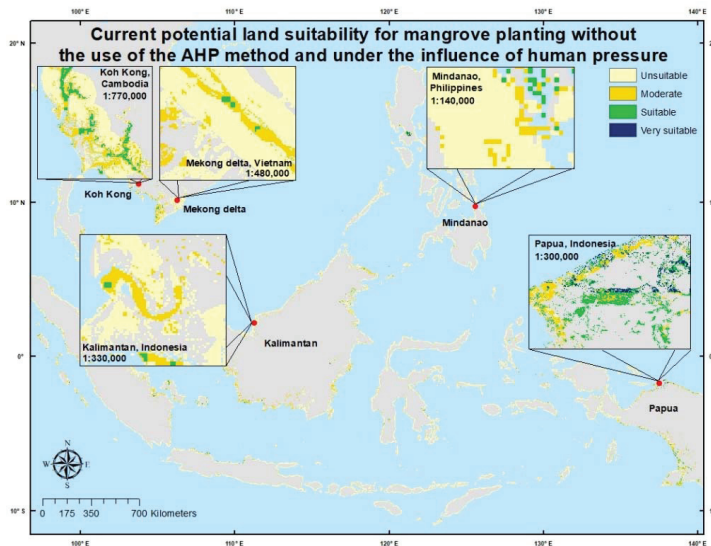 Current potential land suitability for mangrove planting without
the use of the AHP method and under the influence of human pressure
Koh Kong,
Cambodia
1:770,000
Mekong delta, Vietnam
1:480,000
Mindanao,
Philippines
1:140,000
Unsuitable
Moderate
Suitable
Very suitable
Koh Kong
Mekong delta
Mindanao
Papua, Indonesia
1:300,000
Kalimantan, Indonesia
1:330,000
Kalimantan
Papua
N
W E
S
0 175 350 700 Kilometers
20° N
10° N
0°
10° S
100° E
110° E
120° E
130° E
140° E